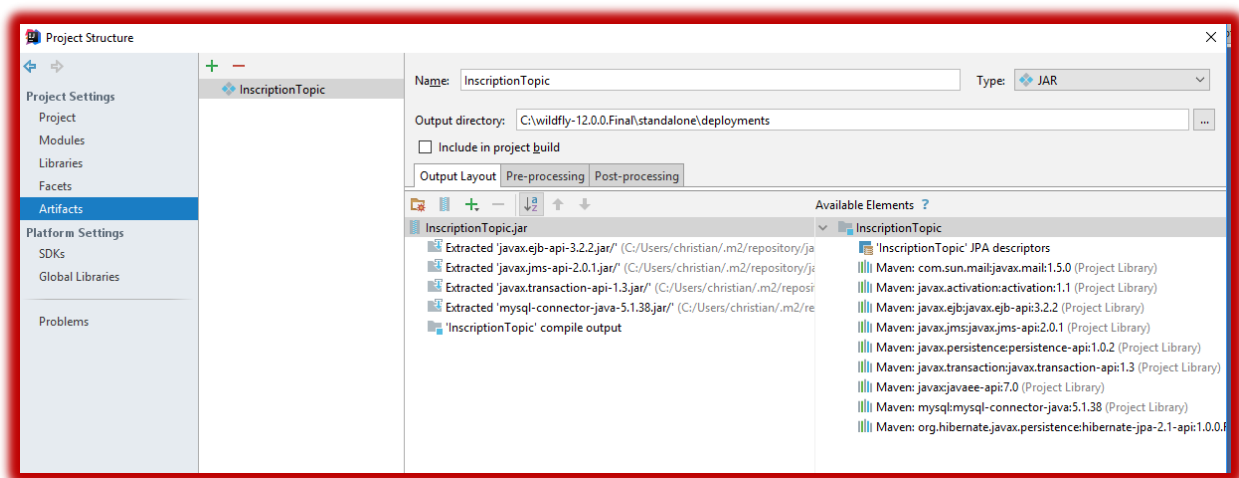 Project Structure
Project Settings
Project
Modules
Libraries
Facets
Artifacts
Platform Settings
SDKs
Global Libraries
Problems
InscriptionTopic
Name: InscriptionTopic
Type: JAR
Output directory: C:\wildfly-12.0.0.Final\standalone\deployments
...
Include in project build
Output Layout Pre-processing Post-processing
InscriptionTopic.jar
Extracted 'javax.ejb-api-3.2.2.jar/' (C:/Users/christian/.m2/repository/ja
Extracted 'javax.jms-api-2.0.1.jar/' (C:/Users/christian/.m2/repository/ja
Extracted 'javax.transaction-api-1.3.jar/' (C:/Users/christian/.m2/reposit
Extracted 'mysql-connector-java-5.1.38.jar/' (C:/Users/christian/.m2/re
'InscriptionTopic' compile output
Available Elements ?
InscriptionTopic
'InscriptionTopic' JPA descriptors
Maven: com.sun.mail:javax.mail:1.5.0 (Project Library)
Maven: javax.activation:activation:1.1 (Project Library)
Maven: javax.ejb:javax.ejb-api:3.2.2 (Project Library)
Maven: javax.jms:javax.jms-api:2.0.1 (Project Library)
Maven: javax.persistence:persistence-api:1.0.2 (Project Library)
Maven: javax.transaction:javax.transaction-api:1.3 (Project Library)
Maven: javax:javaee-api:7.0 (Project Library)
Maven: mysql:mysql-connector-java:5.1.38 (Project Library)
Maven: org.hibernate.javax.persistence:hibernate-jpa-2.1-api:1.0.0.F